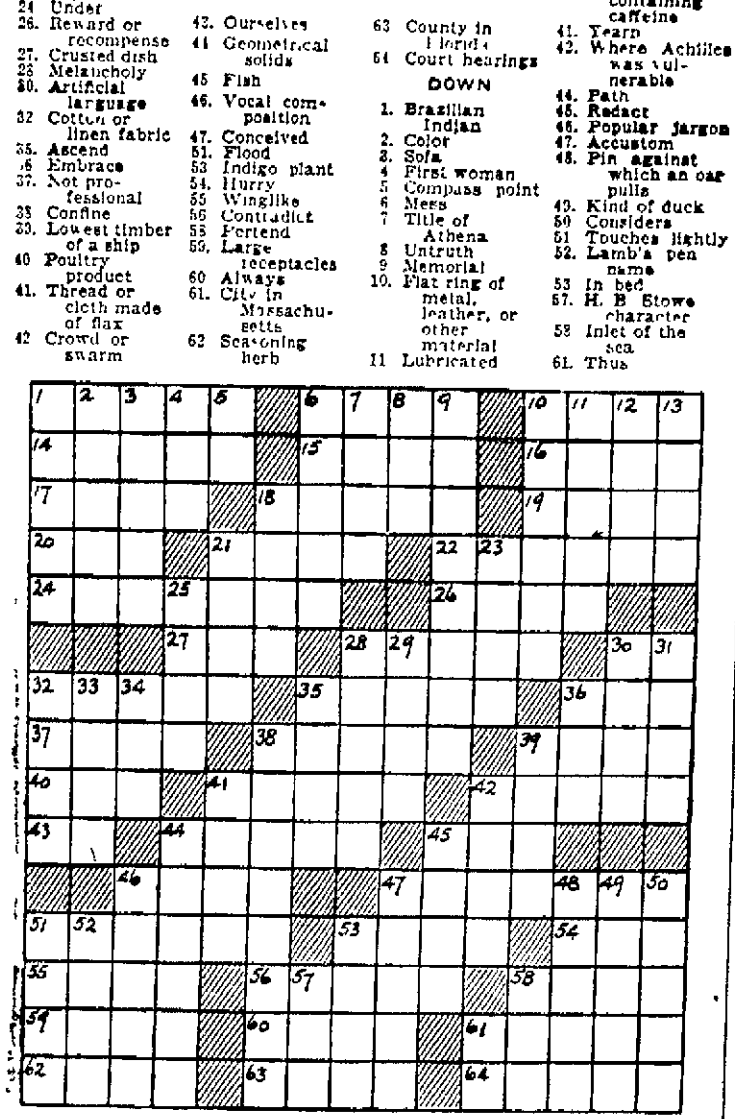 24 Under
26. Reward or
recompense
27. Crusted dish
28 Melancholy
30. Artificial
language
32 Cotton or
linen fabric
35. Ascend
36 Embrace
37. Not pro-
fessional
38 Confine
39. Lowest timber
of a ship
40 Poultry
product
41. Thread or
cloth made
of flax
42 Crowd or
swarm
43. Ourselves
44 Geometrical
solids
45 Fish
46. Vocal com-
position
47. Conceived
51. Flood
53 Indigo plant
54. Hurry
55 Winglike
56 Contradict
58 Pertend
59. Large
receptacles
60 Always
61. City in
Massachu-
setts
62 Seasoning
herb
63 County in
Florida
64 Court hearings
DOWN
1. Brazilian
Indian
2. Color
3. Sofa
4 First woman
5 Compass point
6 Mess
7 Title of
Athena
8 Untruth
9 Memorial
10. Flat ring of
metal,
leather, or
other
material
11 Lubricated
containing
caffeine
41. Yearn
42. Where Achilles
was vul-
nerable
44. Path
45. Redact
46. Popular jargon
47. Accustom
48. Pin against
which an oar
pulls
49. Kind of duck
50 Considers
51 Touches lightly
52. Lamb's pen
name
53 In bed
57. H. B Stowe
character
58 Inlet of the
sea
61. Thus
1 2 3 4 5 6 7 8 9 10 11 12 13
14 15 16
17 18 19
20 21 22 23
24 25 26
27 28 29 30 31
32 33 34 35 36
37 38 39
40 41 42
43 44 45
46 47 48 49 50
51 52 53 54
55 56 57 58
59 60 61
62 63 64